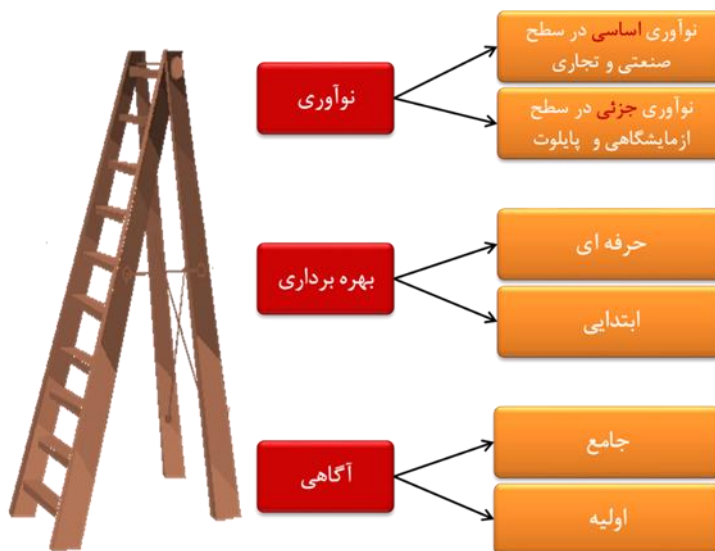 نوآوری
نوآوری اساسی در سطح
صنعتی و تجاری
نوآوری جزئی در سطح
ازمایشگاهی و پایلوت
بهره برداری
حرفه ای
ابتدایی
آگاهی
جامع
اولیه